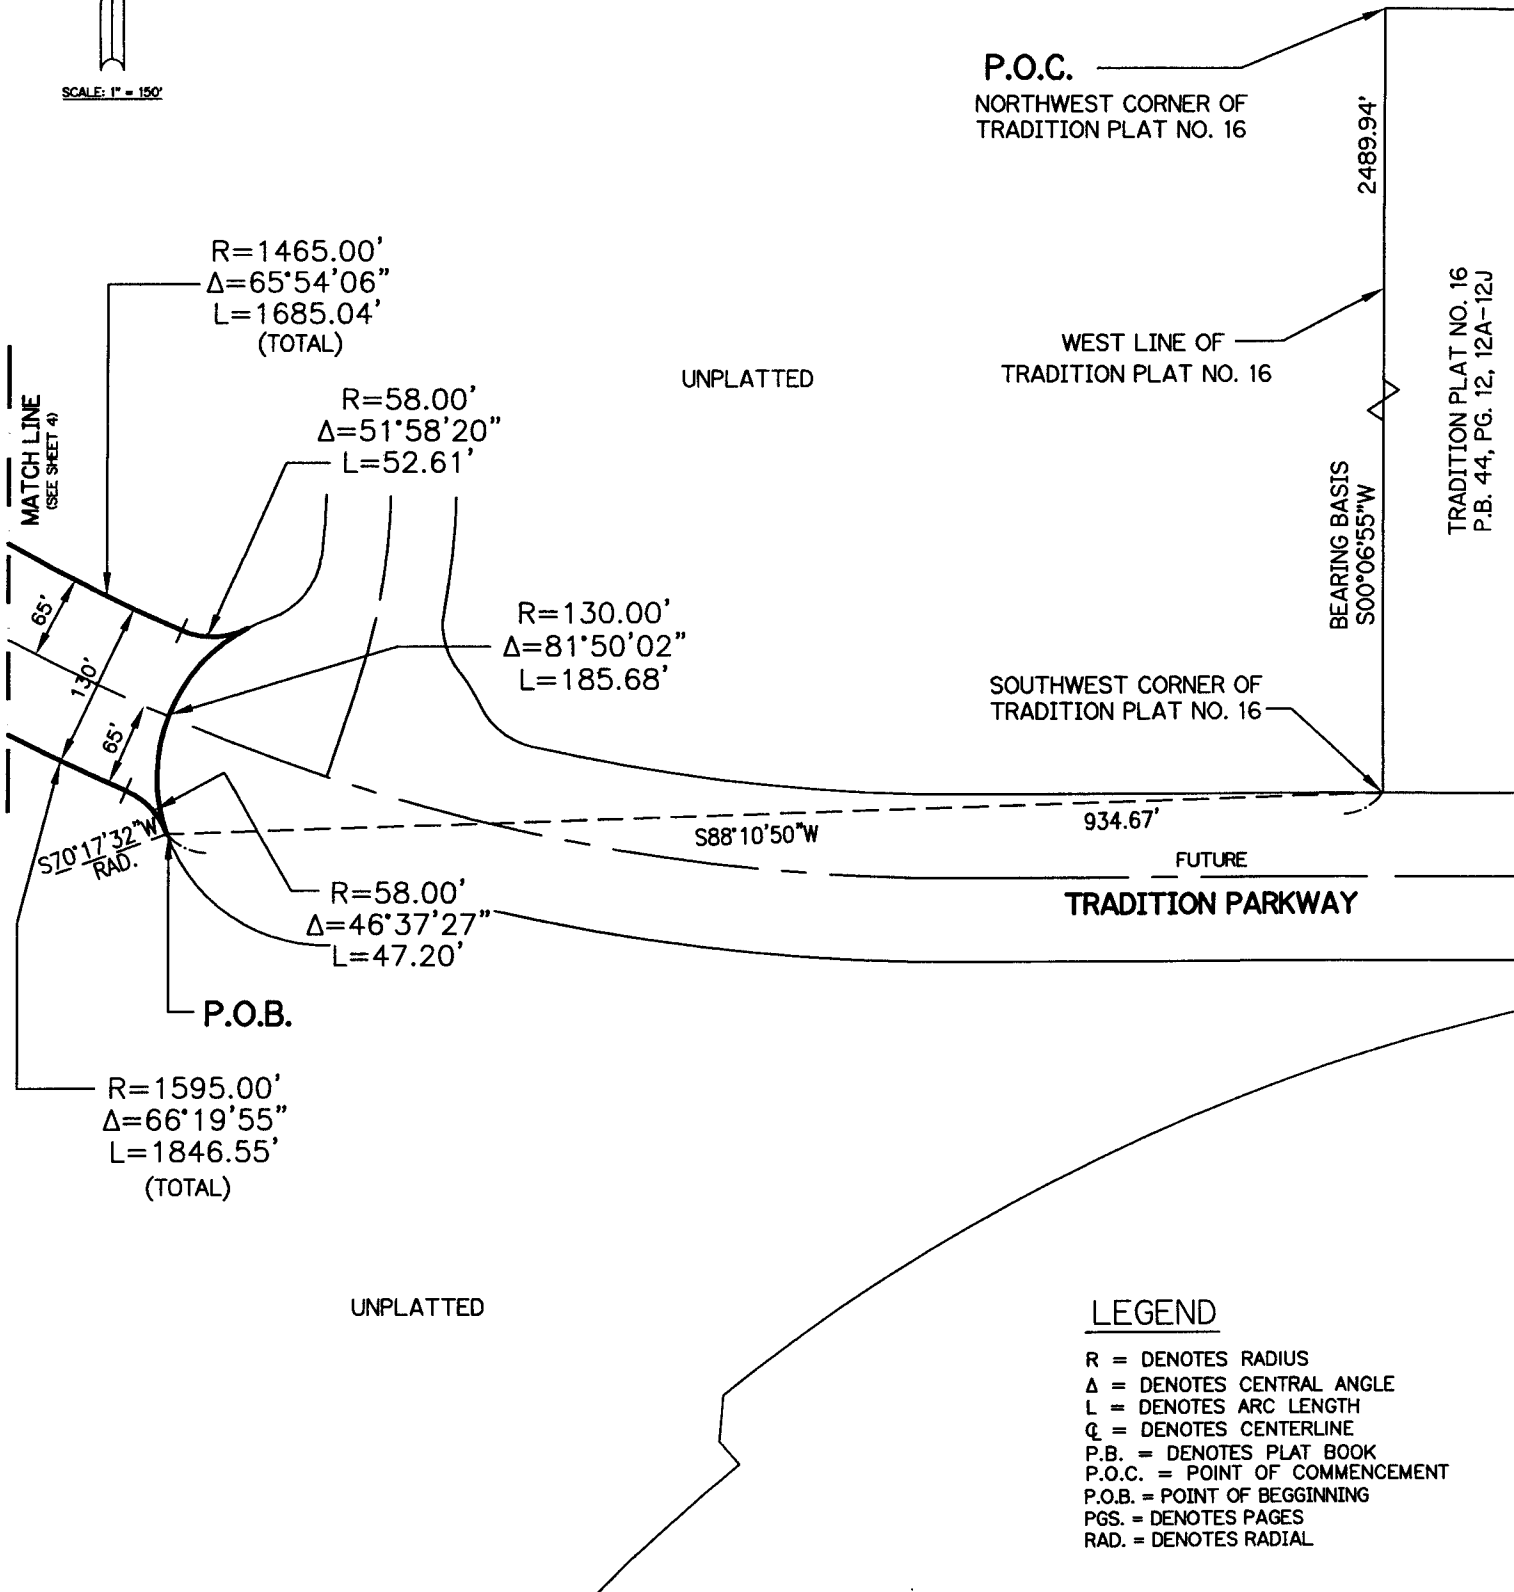 SCALE: 1" = 150'
P.O.C.
NORTHWEST CORNER OF
TRADITION PLAT NO. 16
2489.94'
R=1465.00'
Δ=65°54'06"
L=1685.04'
(TOTAL)
MATCH LINE
(SEE SHEET 4)
UNPLATTED
WEST LINE OF
TRADITION PLAT NO. 16
TRADITION PLAT NO. 16
P.B. 44, PG. 12, 12A-12J
R=58.00'
Δ=51°58'20"
L=52.61'
BEARING BASIS
S00°06'55"W
65'
130'
65'
R=130.00'
Δ=81°50'02"
L=185.68'
SOUTHWEST CORNER OF
TRADITION PLAT NO. 16
S70°17'32"W
RAD.
S88°10'50"W
934.67'
FUTURE
TRADITION PARKWAY
R=58.00'
Δ=46°37'27"
L=47.20'
P.O.B.
R=1595.00'
Δ=66°19'55"
L=1846.55'
(TOTAL)
UNPLATTED
LEGEND
R = DENOTES RADIUS
Δ = DENOTES CENTRAL ANGLE
L = DENOTES ARC LENGTH
℄ = DENOTES CENTERLINE
P.B. = DENOTES PLAT BOOK
P.O.C. = POINT OF COMMENCEMENT
P.O.B. = POINT OF BEGGINNING
PGS. = DENOTES PAGES
RAD. = DENOTES RADIAL